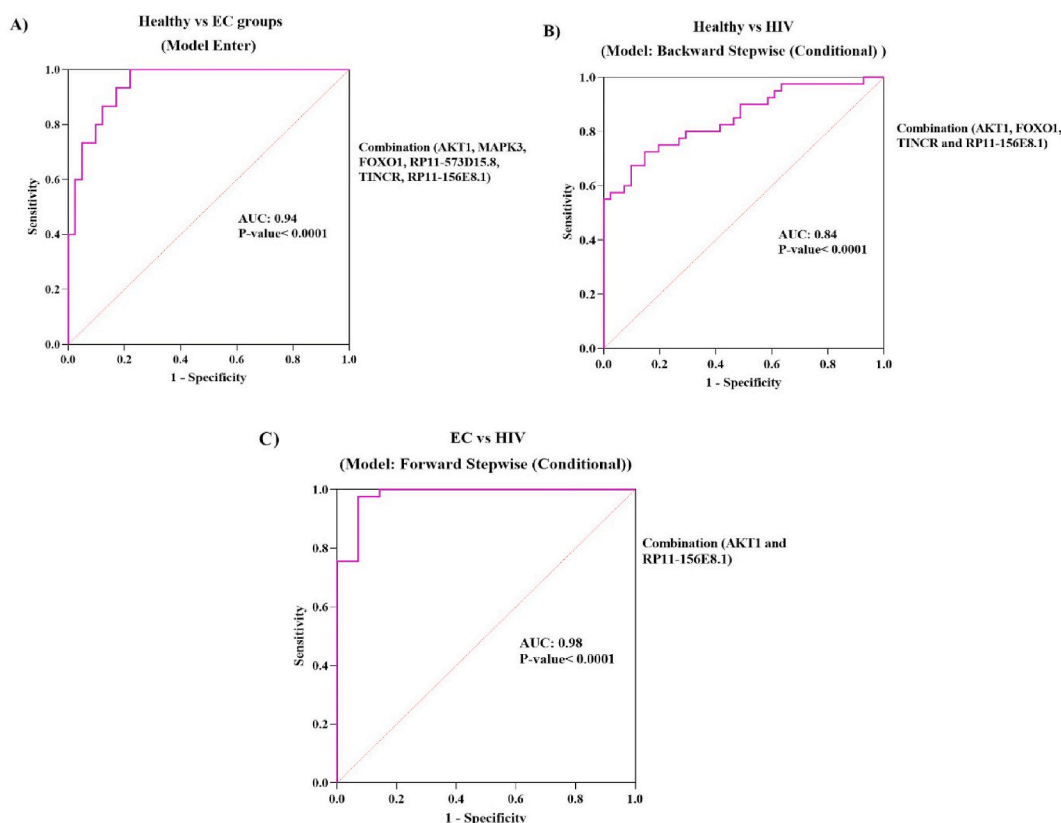 A)
Healthy vs EC groups
(Model Enter)
1.0
0.8
0.6
0.4
0.2
0.0
Sensitivity
0.0 0.2 0.4 0.6 0.8 1.0
1 - Specificity
AUC: 0.94
P-value< 0.0001
Combination (AKT1, MAPK3,
FOXO1, RP11-573D15.8,
TINCR, RP11-156E8.1)
B)
Healthy vs HIV
(Model: Backward Stepwise (Conditional) )
1.0
0.8
0.6
0.4
0.2
0.0
Sensitivity
0.0 0.2 0.4 0.6 0.8 1.0
1 - Specificity
AUC: 0.84
P-value< 0.0001
Combination (AKT1, FOXO1,
TINCR and RP11-156E8.1)
C)
EC vs HIV
(Model: Forward Stepwise (Conditional))
1.0
0.8
0.6
0.4
0.2
0.0
Sensitivity
0.0 0.2 0.4 0.6 0.8 1.0
1 - Specificity
AUC: 0.98
P-value< 0.0001
Combination (AKT1 and
RP11-156E8.1)